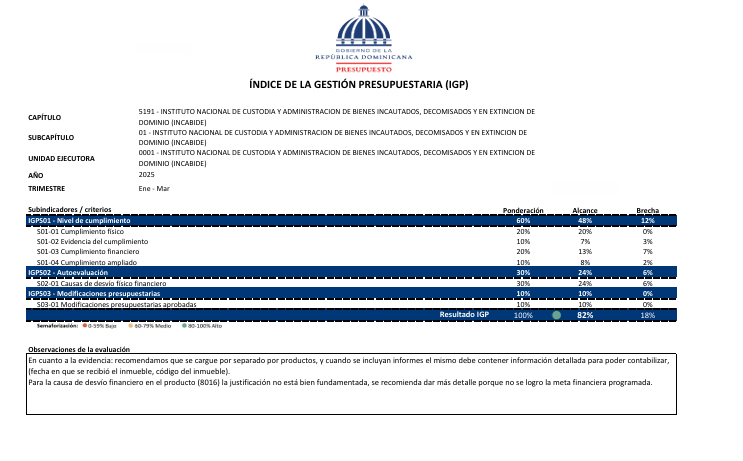 GOBIERNO DE LA
REPÚBLICA DOMINICANA
PRESUPUESTO
ÍNDICE DE LA GESTIÓN PRESUPUESTARIA (IGP)
CAPÍTULO 5191 - INSTITUTO NACIONAL DE CUSTODIA Y ADMINISTRACION DE BIENES INCAUTADOS, DECOMISADOS Y EN EXTINCION DE
DOMINIO (INCABIDE)
SUBCAPÍTULO 01 - INSTITUTO NACIONAL DE CUSTODIA Y ADMINISTRACION DE BIENES INCAUTADOS, DECOMISADOS Y EN EXTINCION DE
DOMINIO (INCABIDE)
UNIDAD EJECUTORA 0001 - INSTITUTO NACIONAL DE CUSTODIA Y ADMINISTRACION DE BIENES INCAUTADOS, DECOMISADOS Y EN EXTINCION DE
DOMINIO (INCABIDE)
AÑO 2025
TRIMESTRE Ene - Mar
Subindicadores / criterios Ponderación Alcance Brecha
IGPS01 - Nivel de cumplimiento 60% 48% 12%
S01-01 Cumplimiento físico 20% 20% 0%
S01-02 Evidencia del cumplimiento 10% 7% 3%
S01-03 Cumplimiento financiero 20% 13% 7%
S01-04 Cumplimiento ampliado 10% 8% 2%
IGPS02 - Autoevaluación 30% 24% 6%
S02-01 Causas de desvío físico financiero 30% 24% 6%
IGPS03 - Modificaciones presupuestarias 10% 10% 0%
S03-01 Modificaciones presupuestarias aprobadas 10% 10% 0%
Resultado IGP 100% 82% 18%
Semaforización: 0-59% Bajo 60-79% Medio 80-100% Alto
Observaciones de la evaluación
En cuanto a la evidencia: recomendamos que se cargue por separado por productos, y cuando se incluyan informes el mismo debe contener información detallada para poder contabilizar,
(fecha en que se recibió el inmueble, código del inmueble).
Para la causa de desvío financiero en el producto (8016) la justificación no está bien fundamentada, se recomienda dar más detalle porque no se logro la meta financiera programada.